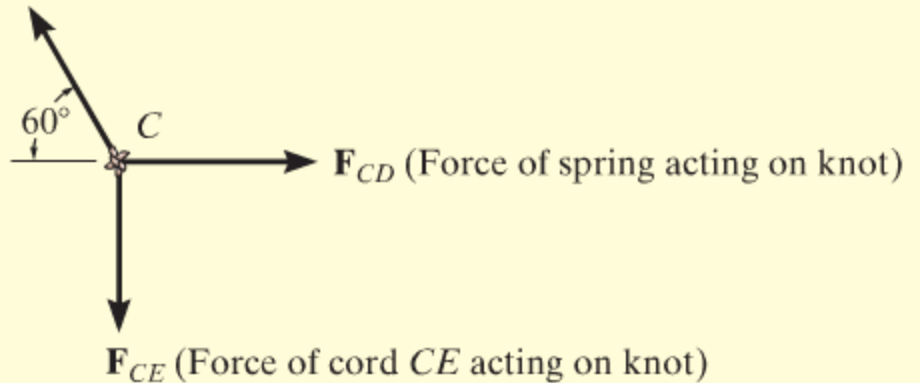 60°
C
F_CD (Force of spring acting on knot)
F_CE (Force of cord CE acting on knot)